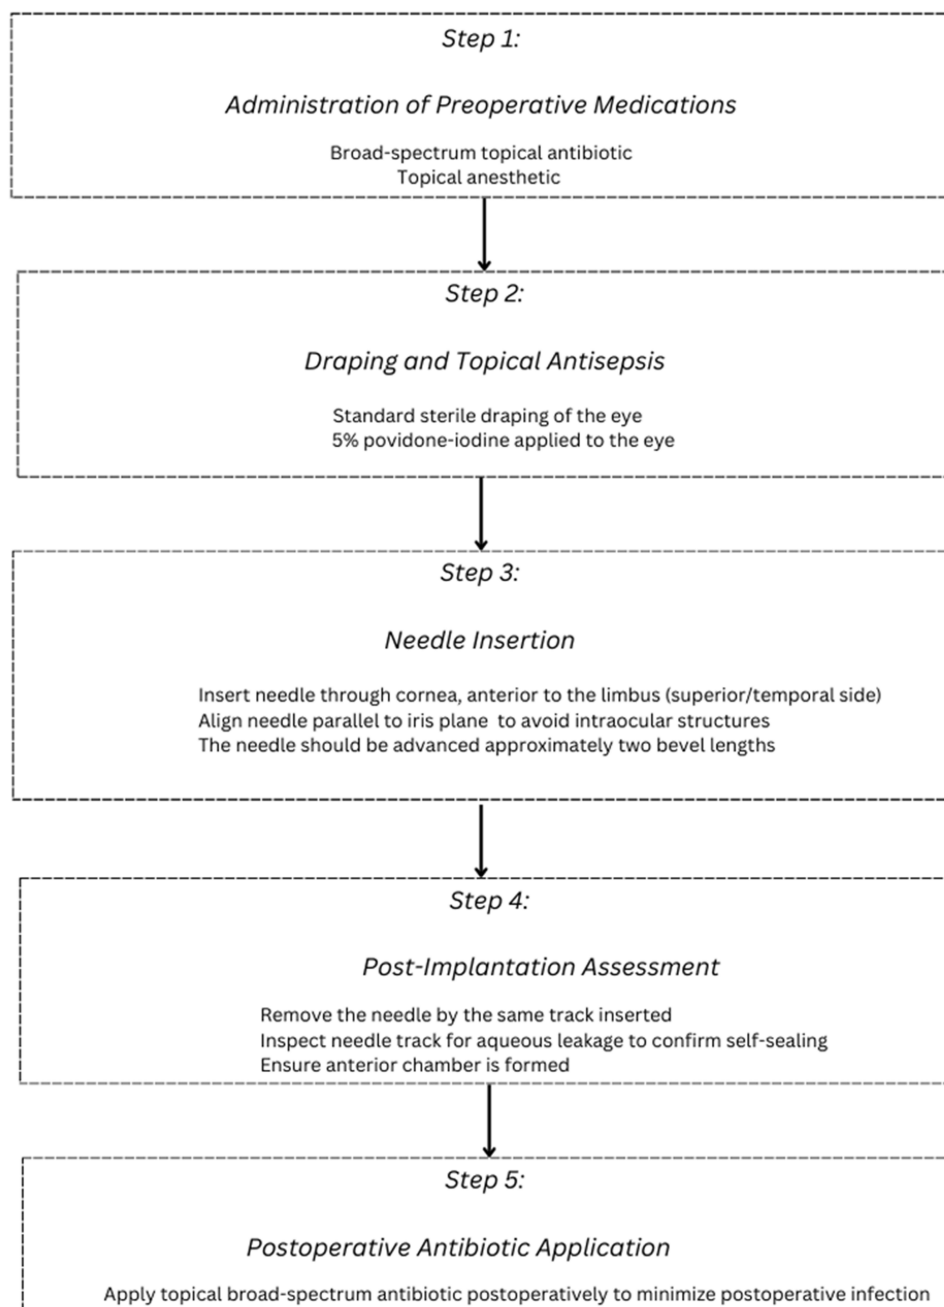 Step 1:
Administration of Preoperative Medications
Broad-spectrum topical antibiotic
Topical anesthetic
Step 2:
Draping and Topical Antisepsis
Standard sterile draping of the eye
5% povidone-iodine applied to the eye
Step 3:
Needle Insertion
Insert needle through cornea, anterior to the limbus (superior/temporal side)
Align needle parallel to iris plane to avoid intraocular structures
The needle should be advanced approximately two bevel lengths
Step 4:
Post-Implantation Assessment
Remove the needle by the same track inserted
Inspect needle track for aqueous leakage to confirm self-sealing
Ensure anterior chamber is formed
Step 5:
Postoperative Antibiotic Application
Apply topical broad-spectrum antibiotic postoperatively to minimize postoperative infection